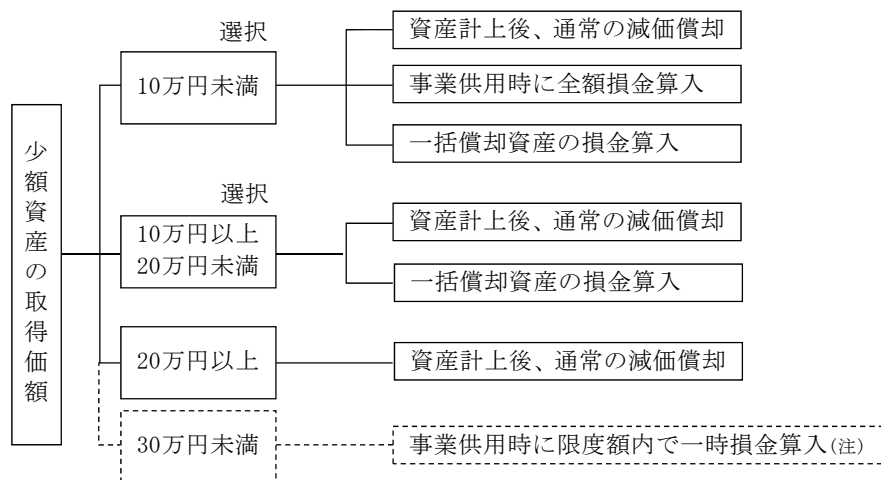 少額資産の取得価額
選択
10万円未満
資産計上後、通常の減価償却
事業供用時に全額損金算入
一括償却資産の損金算入
選択
10万円以上
20万円未満
資産計上後、通常の減価償却
一括償却資産の損金算入
20万円以上
資産計上後、通常の減価償却
30万円未満
事業供用時に限度額内で一時損金算入(注)